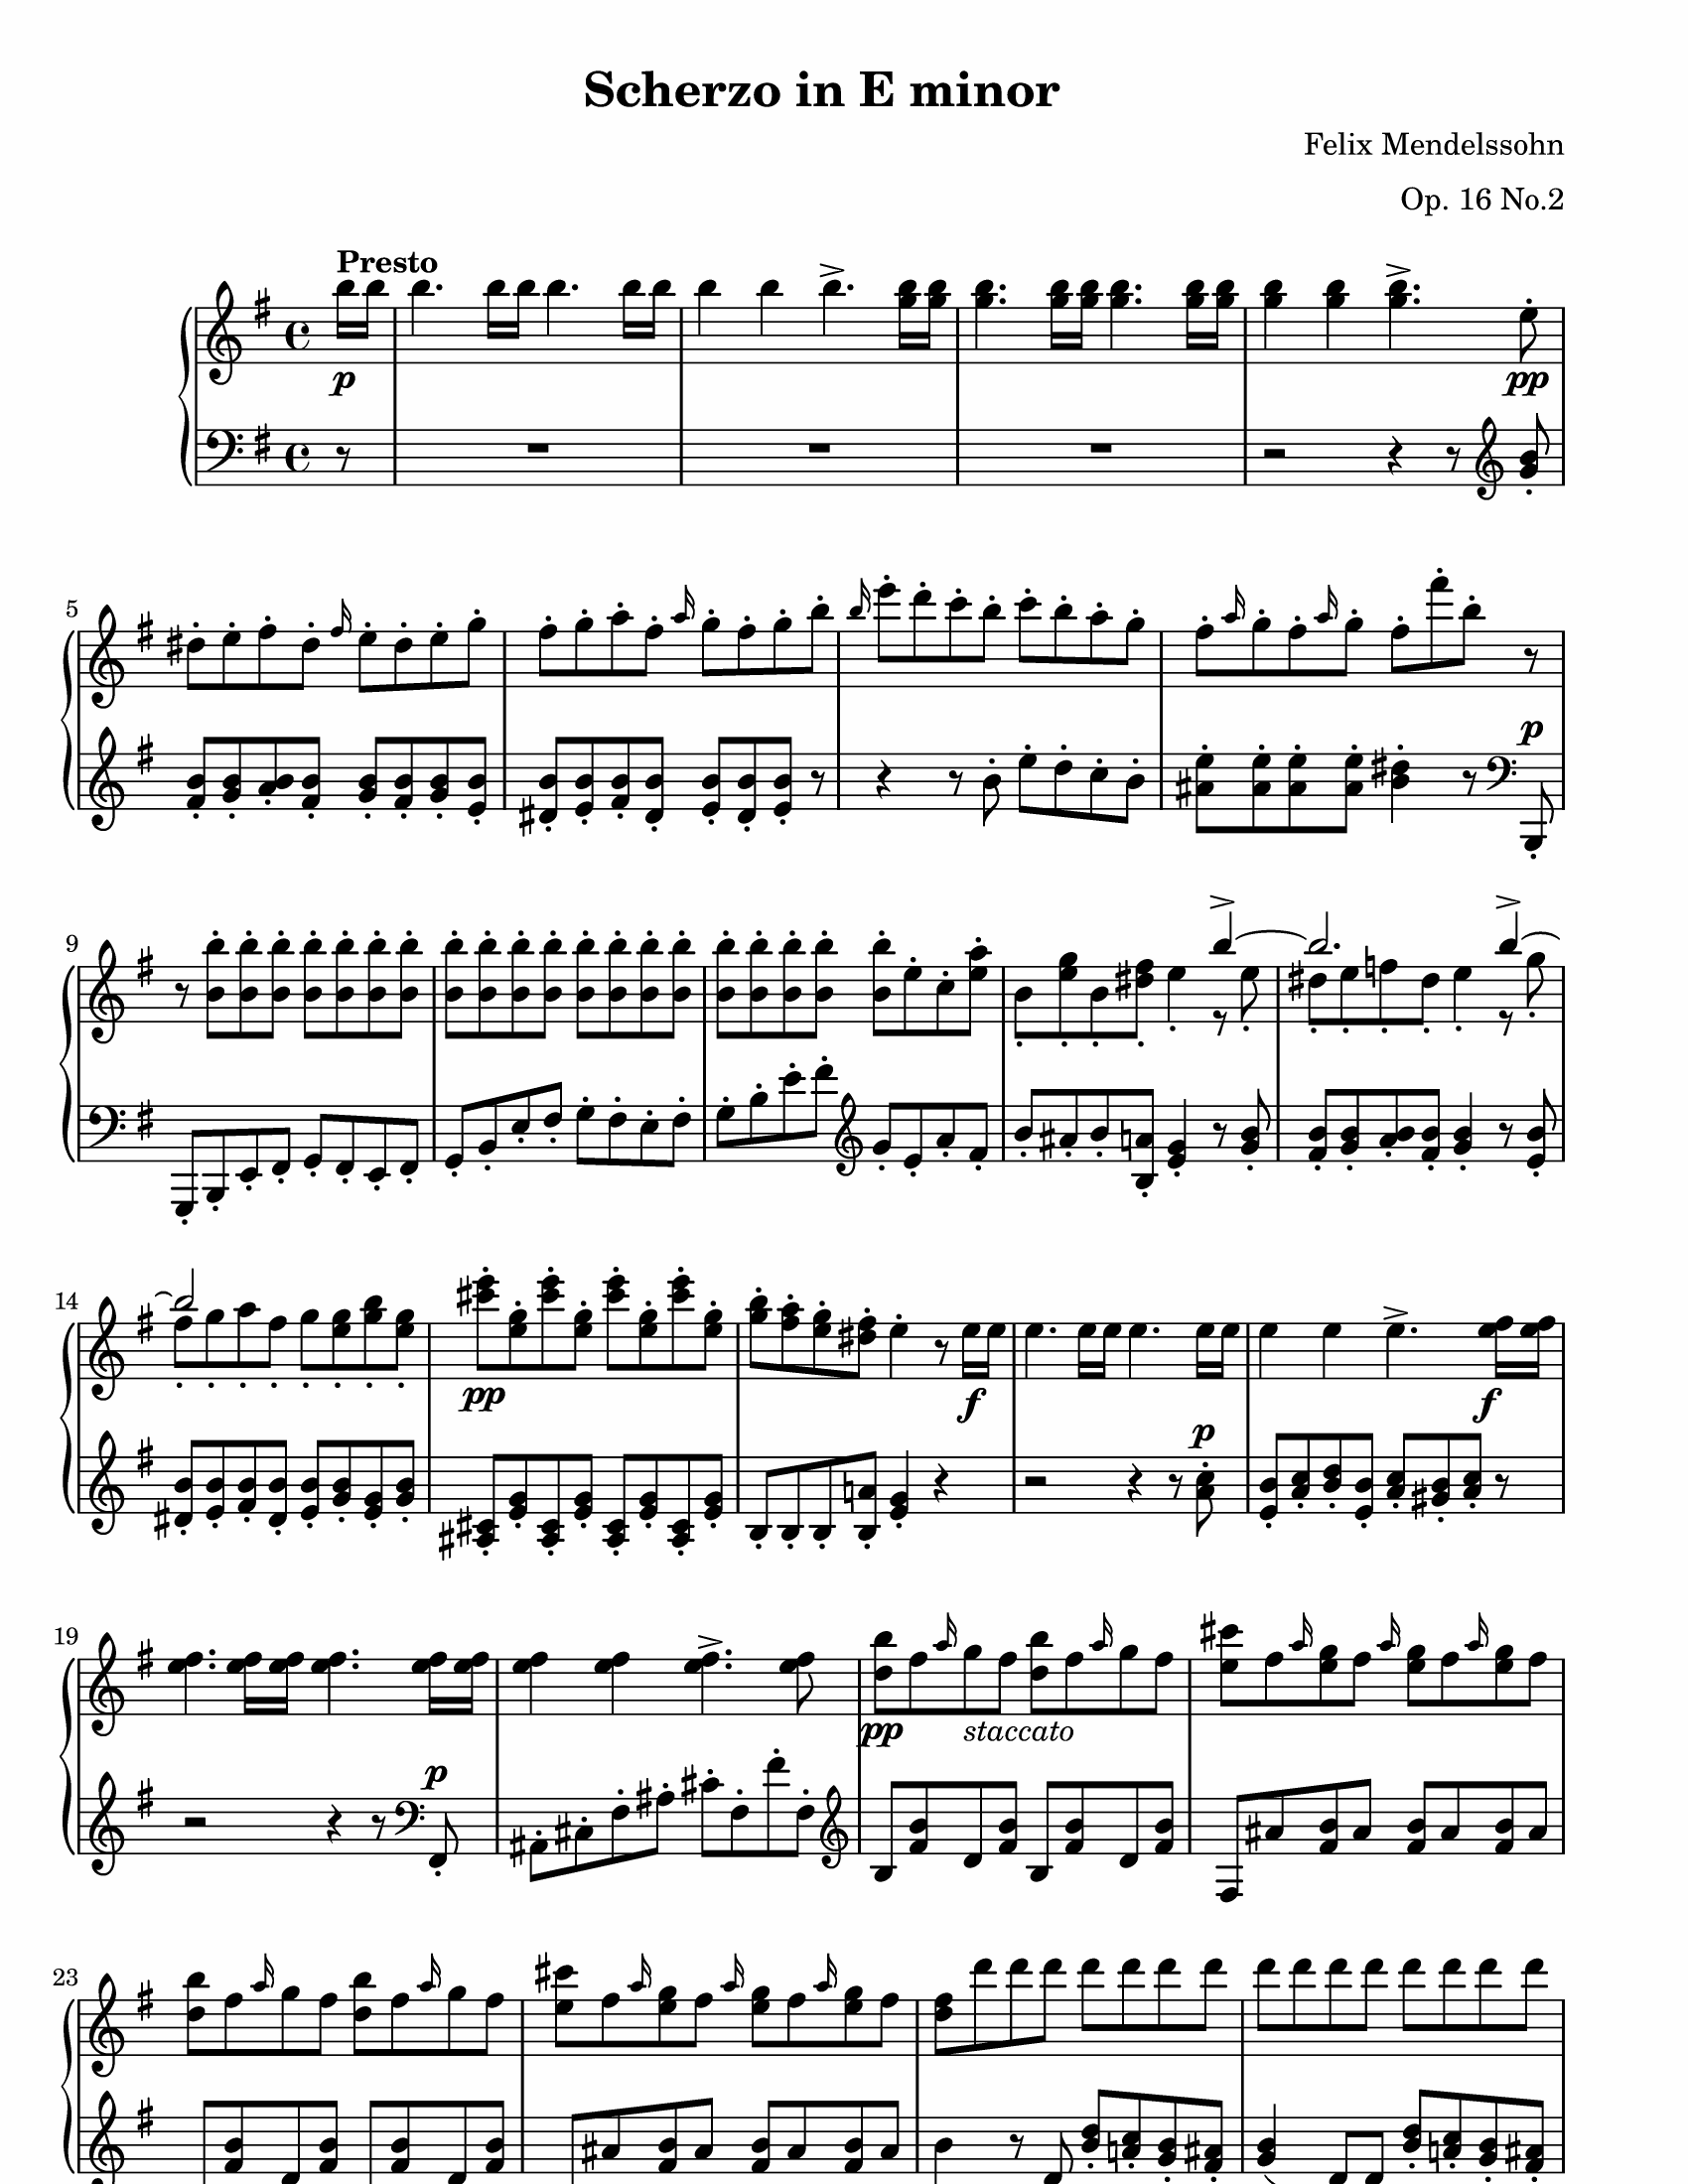 Scherzo in E minor
Felix Mendelssohn
Op. 16 No.2
Presto
p
pp
5
p
9
14
pp
f
p
f
19
p
pp
staccato
23